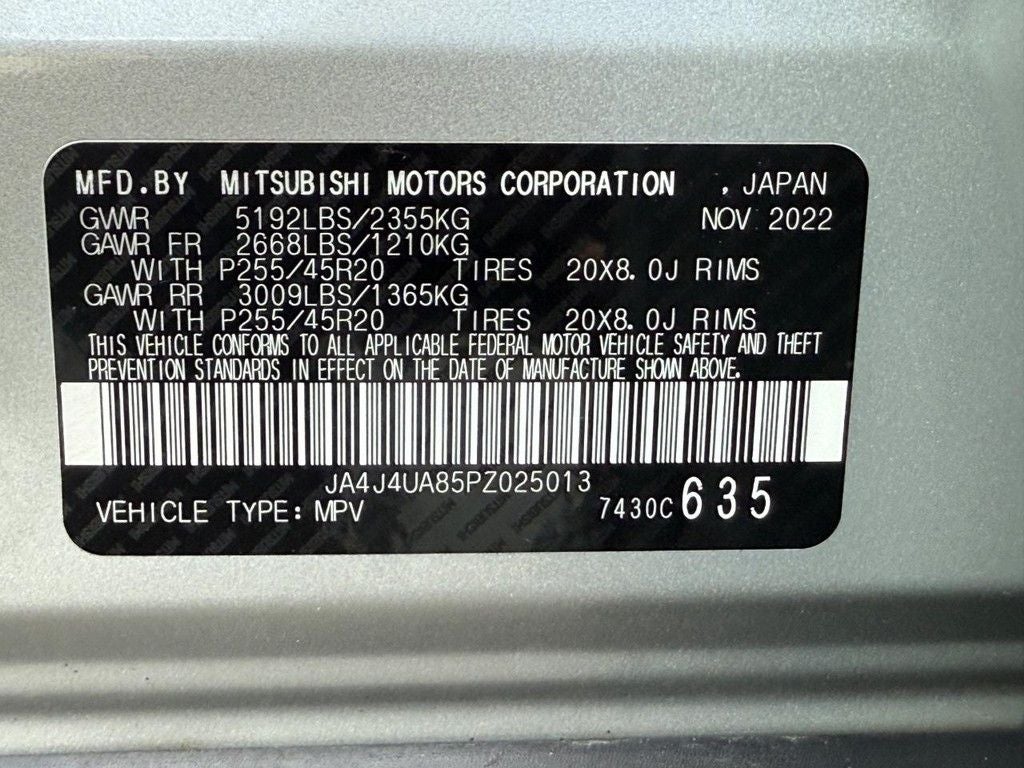 MFD.BY MITSUBISHI MOTORS CORPORATION , JAPAN
GVWR 5192LBS/2355KG NOV 2022
GAWR FR 2668LBS/1210KG
WITH P255/45R20 TIRES 20X8.0J RIMS
GAWR RR 3009LBS/1365KG
WITH P255/45R20 TIRES 20X8.0J RIMS
THIS VEHICLE CONFORMS TO ALL APPLICABLE FEDERAL MOTOR VEHICLE SAFETY AND THEFT
PREVENTION STANDARDS IN EFFECT ON THE DATE OF MANUFACTURE SHOWN ABOVE.
JA4J4UA85PZ025013
VEHICLE TYPE: MPV 7430C 635